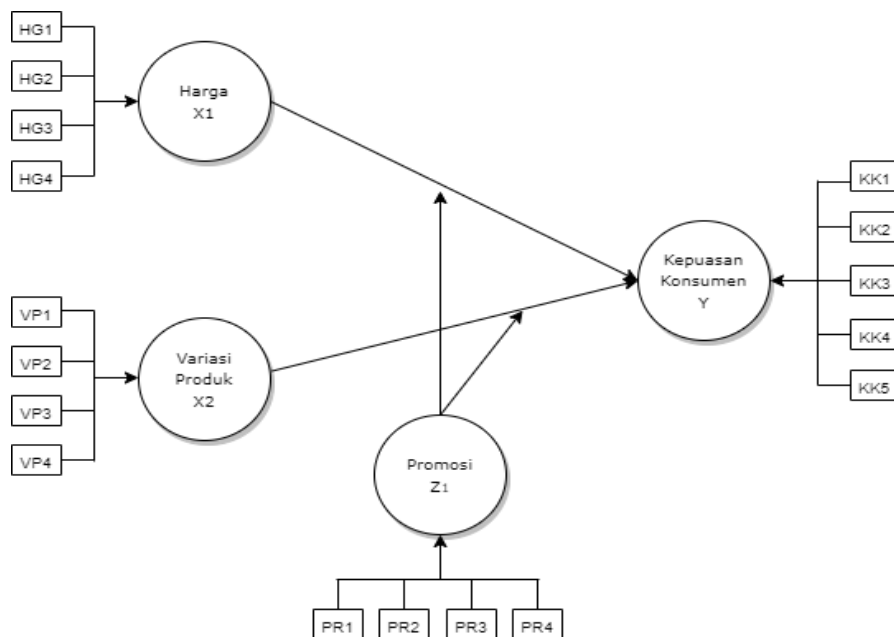 HG1
HG2
HG3
HG4
Harga
X1
KK1
KK2
KK3
KK4
KK5
Kepuasan
Konsumen
Y
VP1
VP2
VP3
VP4
Variasi
Produk
X2
Promosi
Z1
PR1
PR2
PR3
PR4